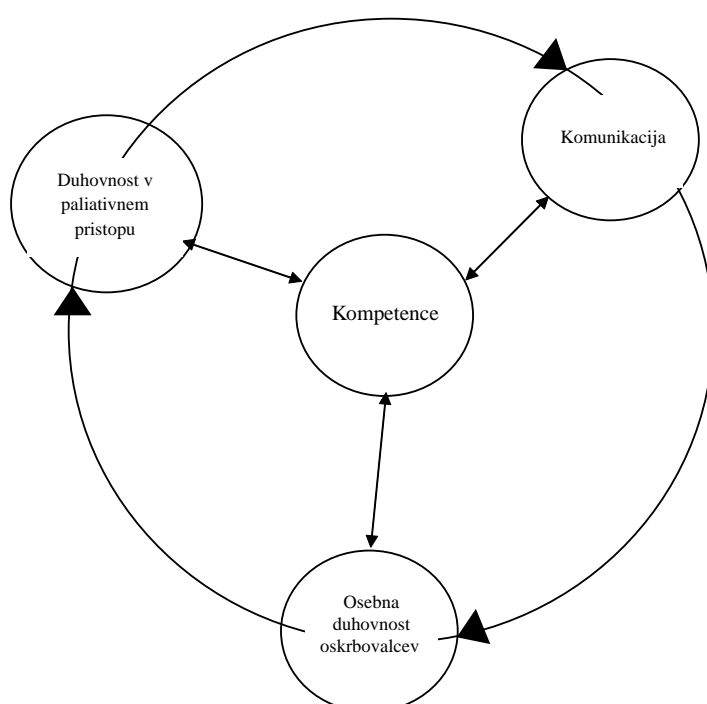 Komunikacija
Duhovnost v
paliativnem
pristopu
Kompetence
Osebna
duhovnost
oskrbovalcev